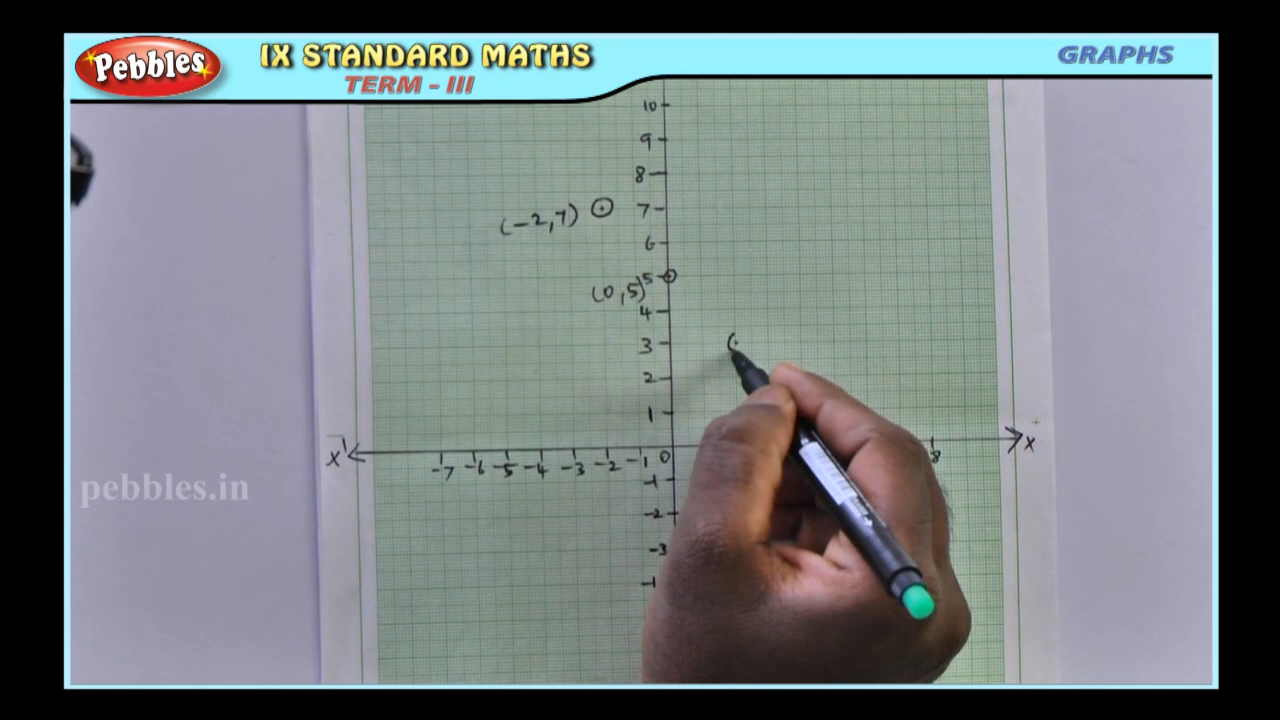 Pebbles
IX STANDARD MATHS
TERM - III
GRAPHS
10
9
8
(-2,7)
7
6
5
(0,5)
4
3
2
1
X'
-7 -6 -5 -4 -3 -2 -1 0
8
X
-1
-2
-3
pebbles.in